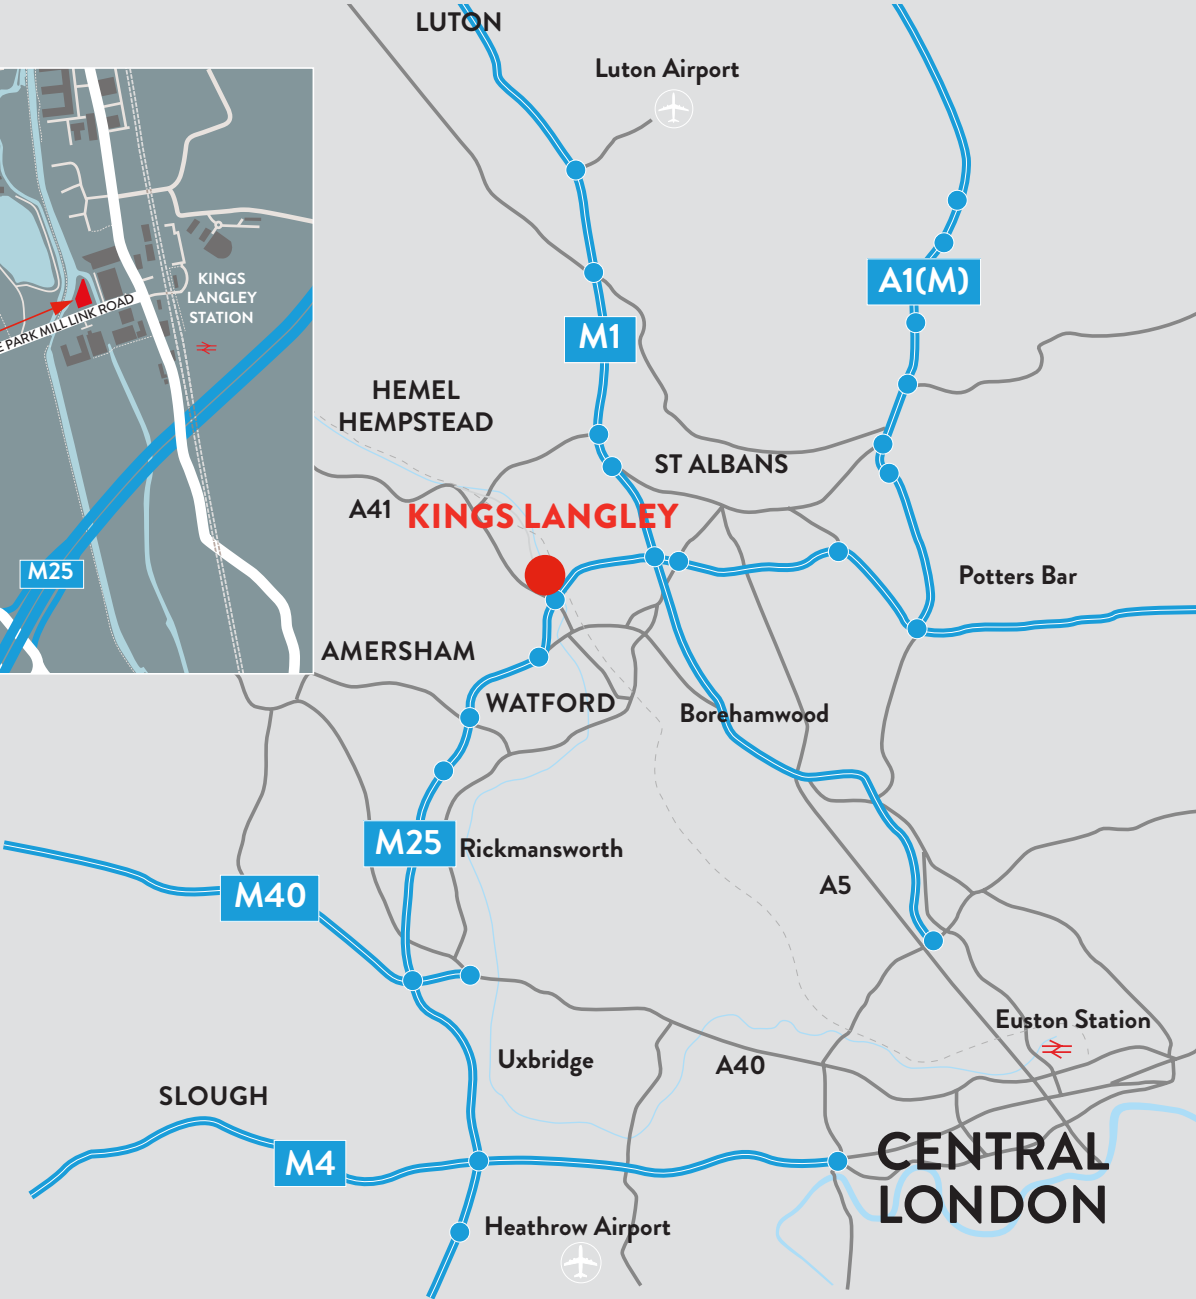 LUTON
Luton Airport
KINGS
LANGLEY
STATION
PARK MILL LINK ROAD
M25
A1(M)
M1
HEMEL
HEMPSTEAD
ST ALBANS
A41
KINGS LANGLEY
Potters Bar
AMERSHAM
WATFORD
Borehamwood
M25
Rickmansworth
M40
A5
Euston Station
Uxbridge
A40
SLOUGH
M4
CENTRAL
LONDON
Heathrow Airport